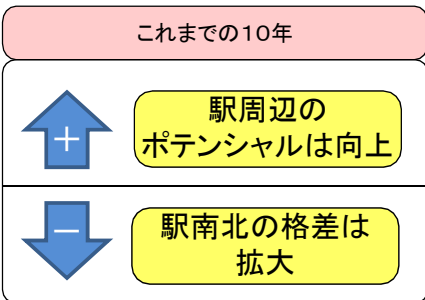 これまでの10年
＋
駅周辺の
ポテンシャルは向上
－
駅南北の格差は
拡大